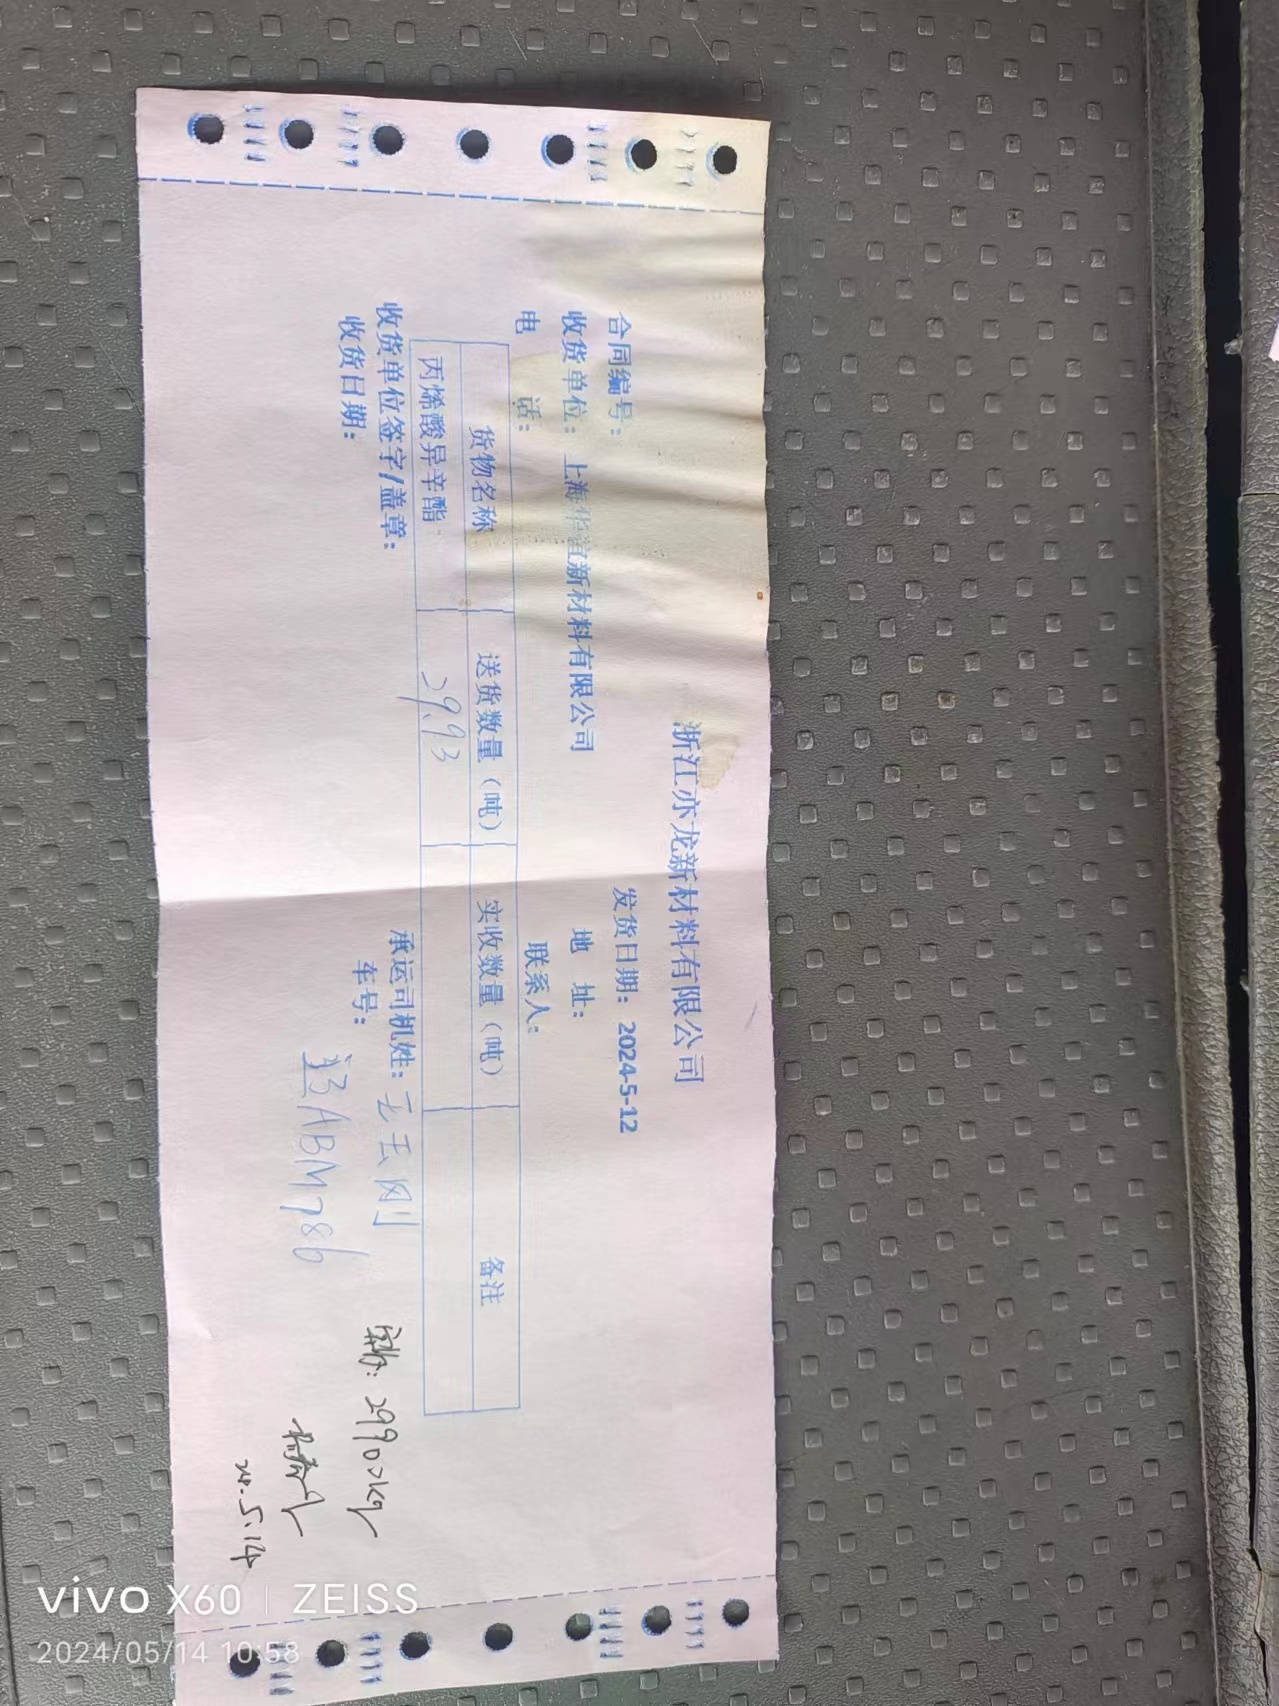 浙江亦龙新材料有限公司
合同编号： 发货日期：2024-5-12
收货单位：上海华谊新材料有限公司 地 址：
电 话： 联系人：
货物名称 送货数量（吨） 实收数量（吨） 备注
丙烯酸异辛酯 29.93
收货单位签字/盖章： 承运司机姓：
收货日期： 车号：
ABM786
29902kg
24.5.14
vivo X60 | ZEISS
2024/05/14 10:58